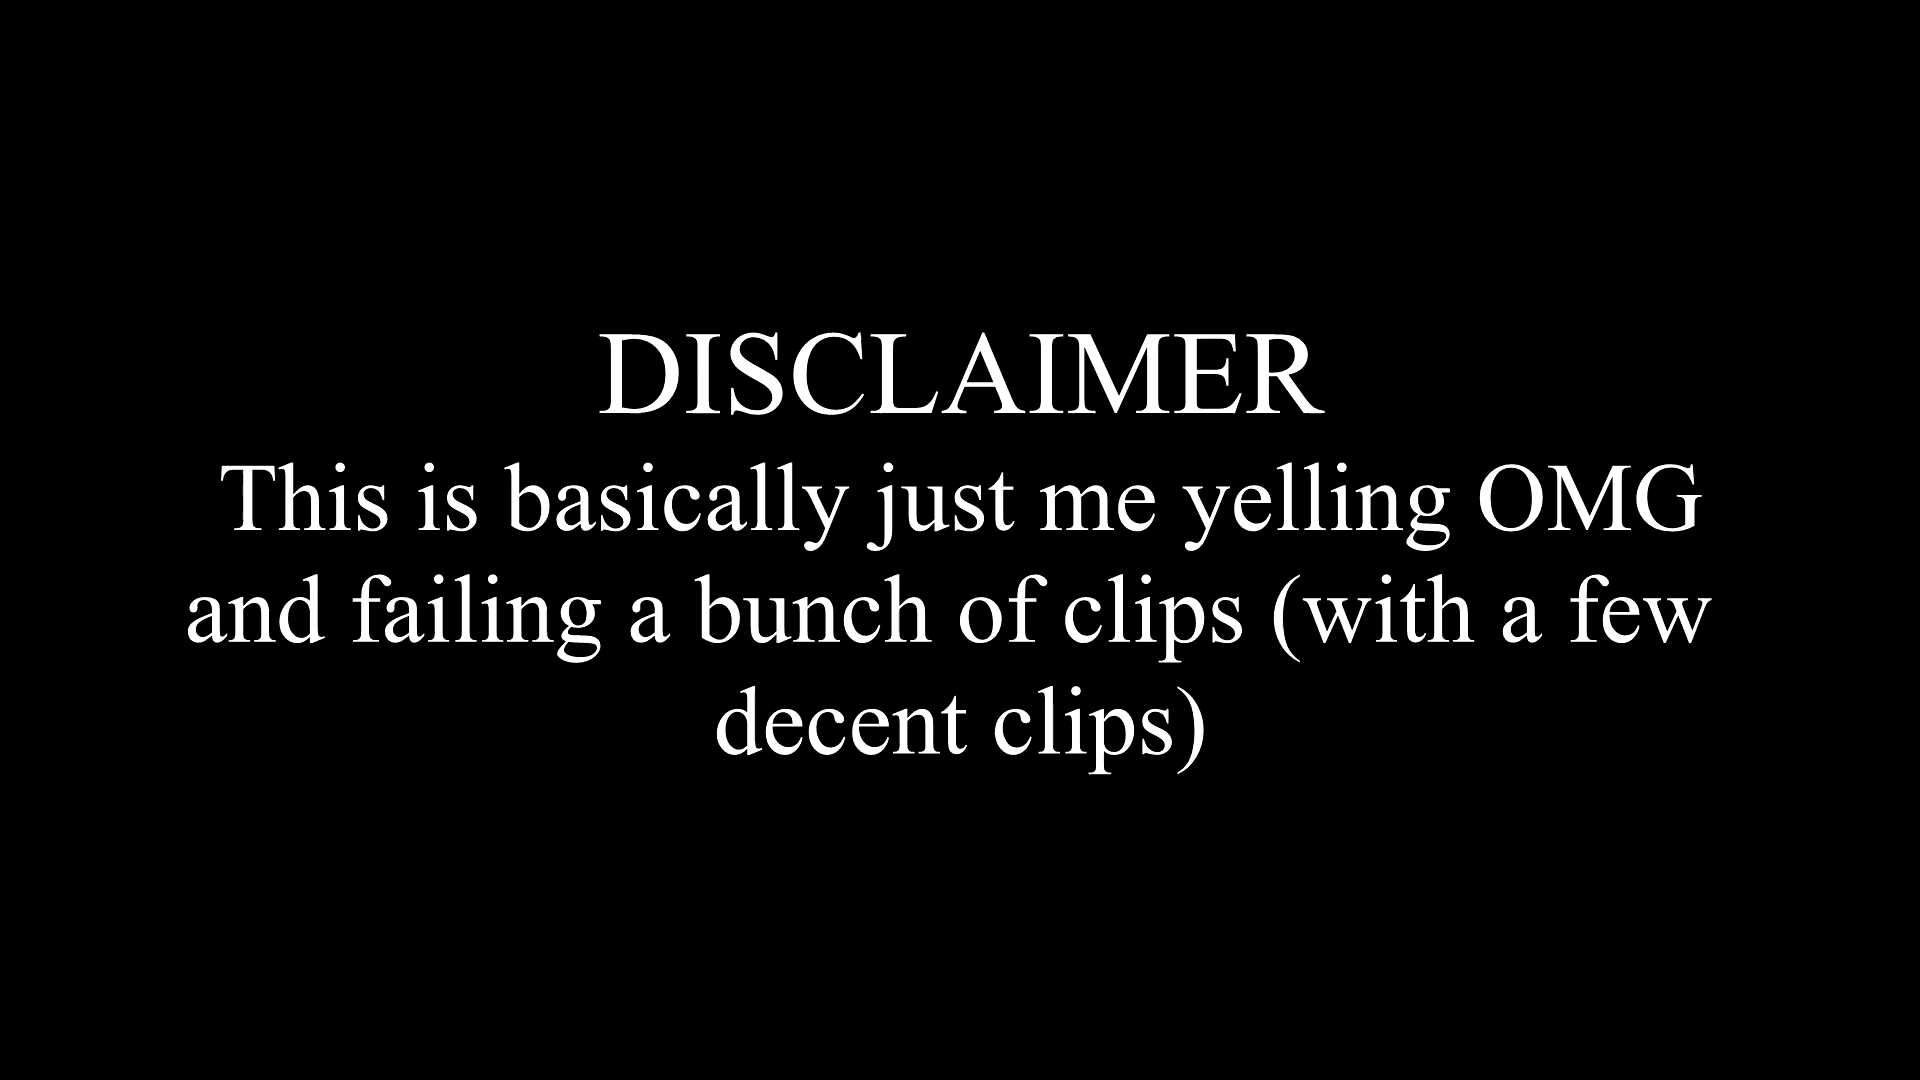 DISCLAIMER
This is basically just me yelling OMG
and failing a bunch of clips (with a few
decent clips)